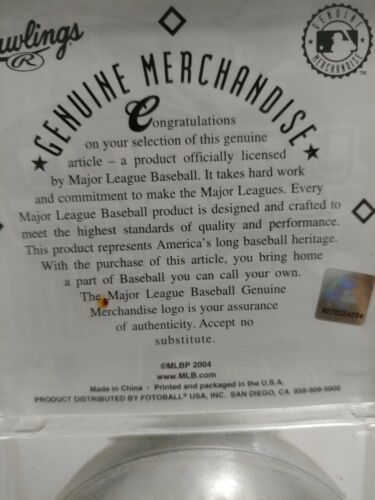 Rawlings
R
GENUINE MERCHANDISE
GENUINE
MERCHANDISE
TM
Congratulations
on your selection of this genuine
article – a product officially licensed
by Major League Baseball. It takes hard work
and commitment to make the Major Leagues. Every
Major League Baseball product is designed and crafted to
meet the highest standards of quality and performance.
This product represents America's long baseball heritage.
With the purchase of this article, you bring home
a part of Baseball you can call your own.
The Major League Baseball Genuine
Merchandise logo is your assurance
of authenticity. Accept no
substitute.
©MLBP 2004
www.MLB.com
Made in China · Printed and packaged in the U.S.A.
PRODUCT DISTRIBUTED BY FOTOBALL® USA, INC. SAN DIEGO, CA 858-909-9900